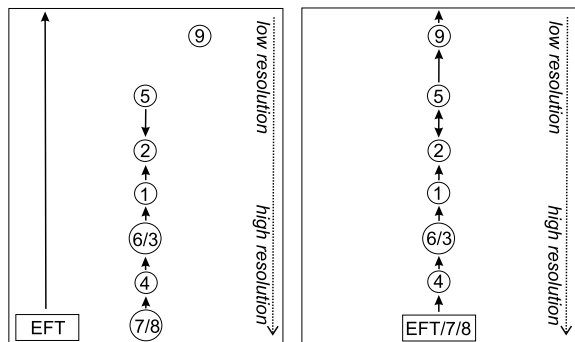 9
5
2
1
6/3
4
7/8
EFT
low resolution
high resolution
9
5
2
1
6/3
4
EFT/7/8
low resolution
high resolution